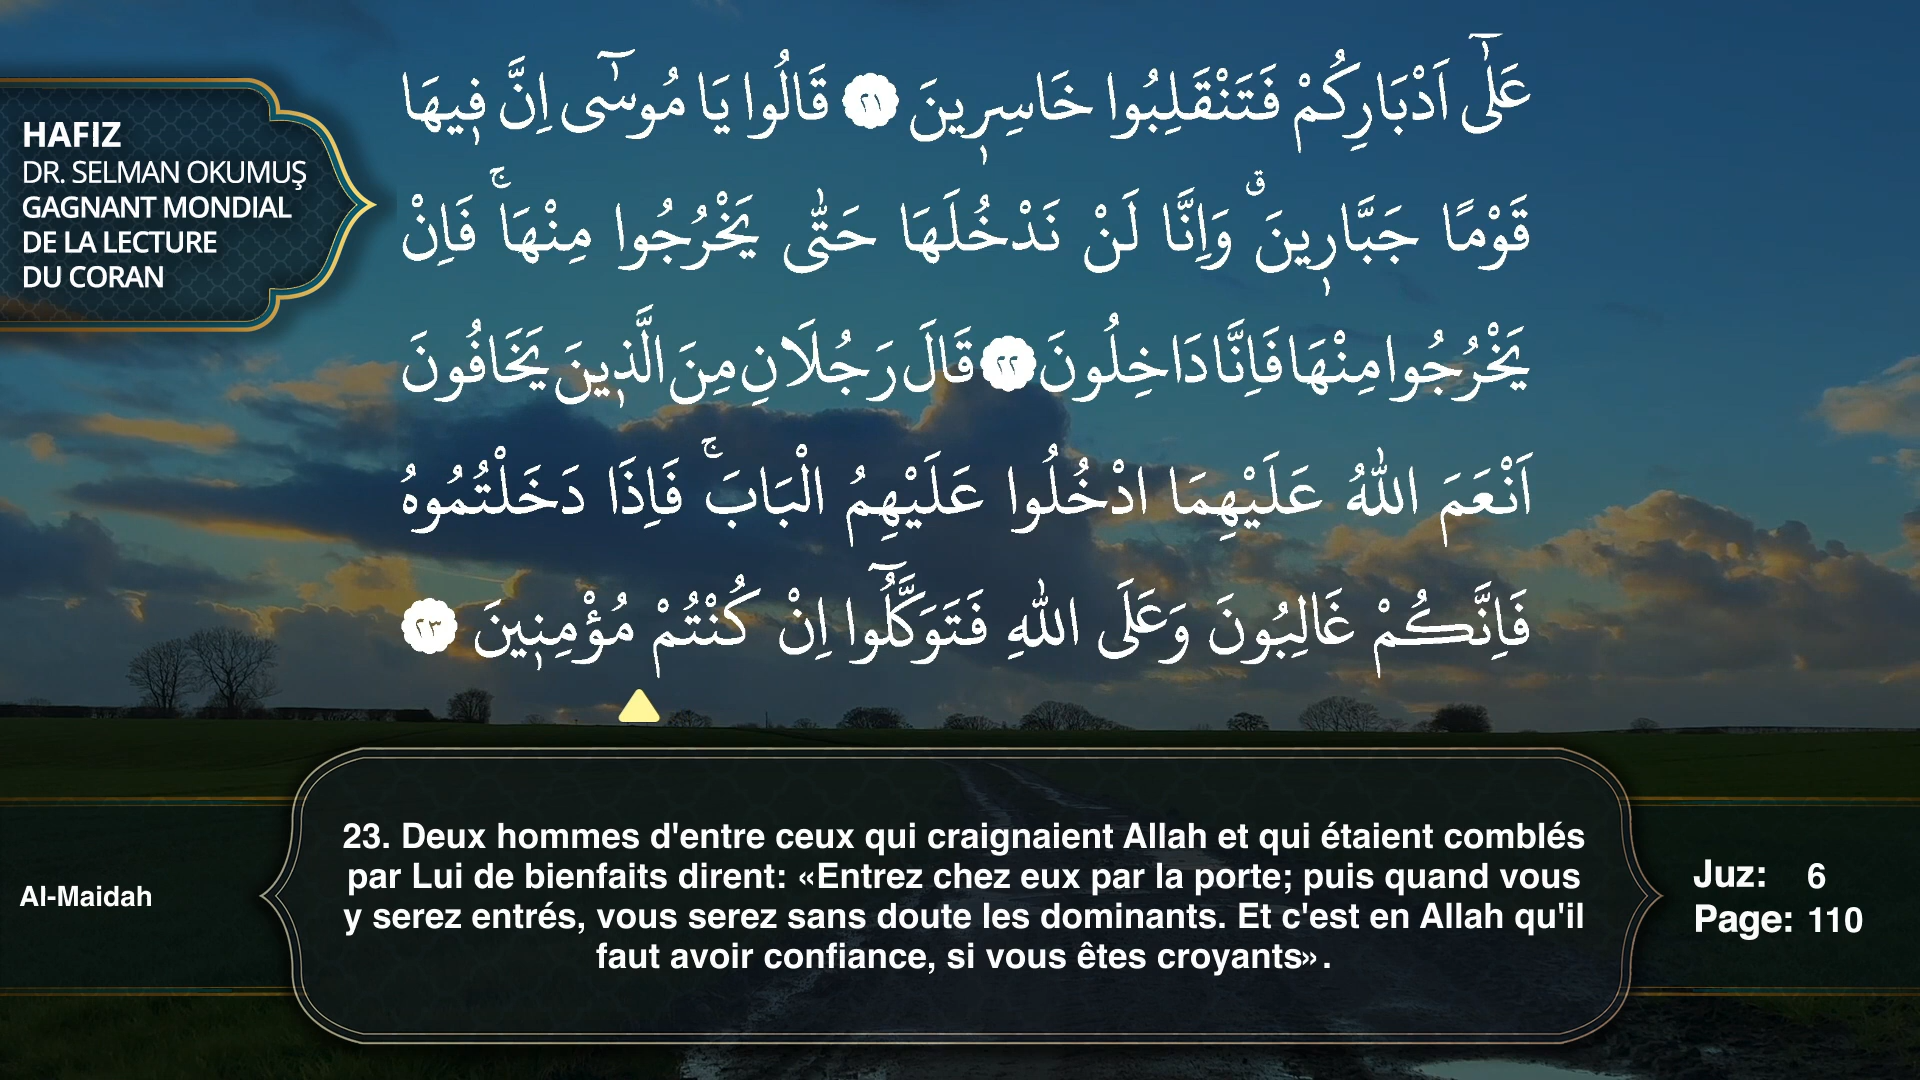 عَلٰٓى اَدْبَارِكُمْ فَتَنْقَلِبُوا خَاسِر۪ينَ ﴿٢١﴾ قَالُوا يَا مُوسٰٓى اِنَّ ف۪يهَا
قَوْمًا جَبَّار۪ينَۗ وَاِنَّا لَنْ نَدْخُلَهَا حَتّٰى يَخْرُجُوا مِنْهَاۚ فَاِنْ
يَخْرُجُوا مِنْهَا فَاِنَّا دَاخِلُونَ ﴿٢٢﴾ قَالَ رَجُلَانِ مِنَ الَّذ۪ينَ يَخَافُونَ
اَنْعَمَ اللّٰهُ عَلَيْهِمَا ادْخُلُوا عَلَيْهِمُ الْبَابَۚ فَاِذَا دَخَلْتُمُوهُ
فَاِنَّكُمْ غَالِبُونَ وَعَلَى اللّٰهِ فَتَوَكَّلُٓوا اِنْ كُنْتُمْ مُؤْمِن۪ينَ ﴿٢٣﴾
HAFIZ
DR. SELMAN OKUMUŞ
GAGNANT MONDIAL
DE LA LECTURE
DU CORAN
23. Deux hommes d'entre ceux qui craignaient Allah et qui étaient comblés
par Lui de bienfaits dirent: «Entrez chez eux par la porte; puis quand vous
y serez entrés, vous serez sans doute les dominants. Et c'est en Allah qu'il
faut avoir confiance, si vous êtes croyants».
Al-Maidah
Juz: 6
Page: 110